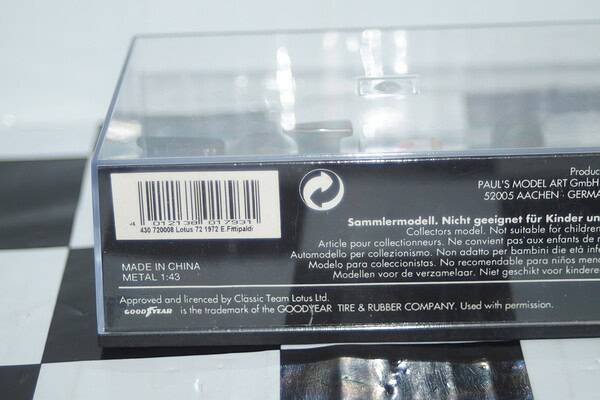 4 012138 017931
430 720008 Lotus 72 1972 E.Fittipaldi
Produc
PAUL'S MODEL ART GmbH
52005 AACHEN · GERMA
Sammlermodell. Nicht geeignet für Kinder un
Collectors model. Not suitable for children
Article pour collectionneurs. Ne convient pas aux enfants de m
Automodello per collezionismo. Non adatto per bambini die età infe
Modelo para coleccionistas. No recomendable para niños meno
Modellen voor de verzamelaar. Niet geschikt voor kindere
MADE IN CHINA
METAL 1:43
Approved and licenced by Classic Team Lotus Ltd.
GOODYEAR is the trademark of the GOODYEAR TIRE & RUBBER COMPANY. Used with permission.